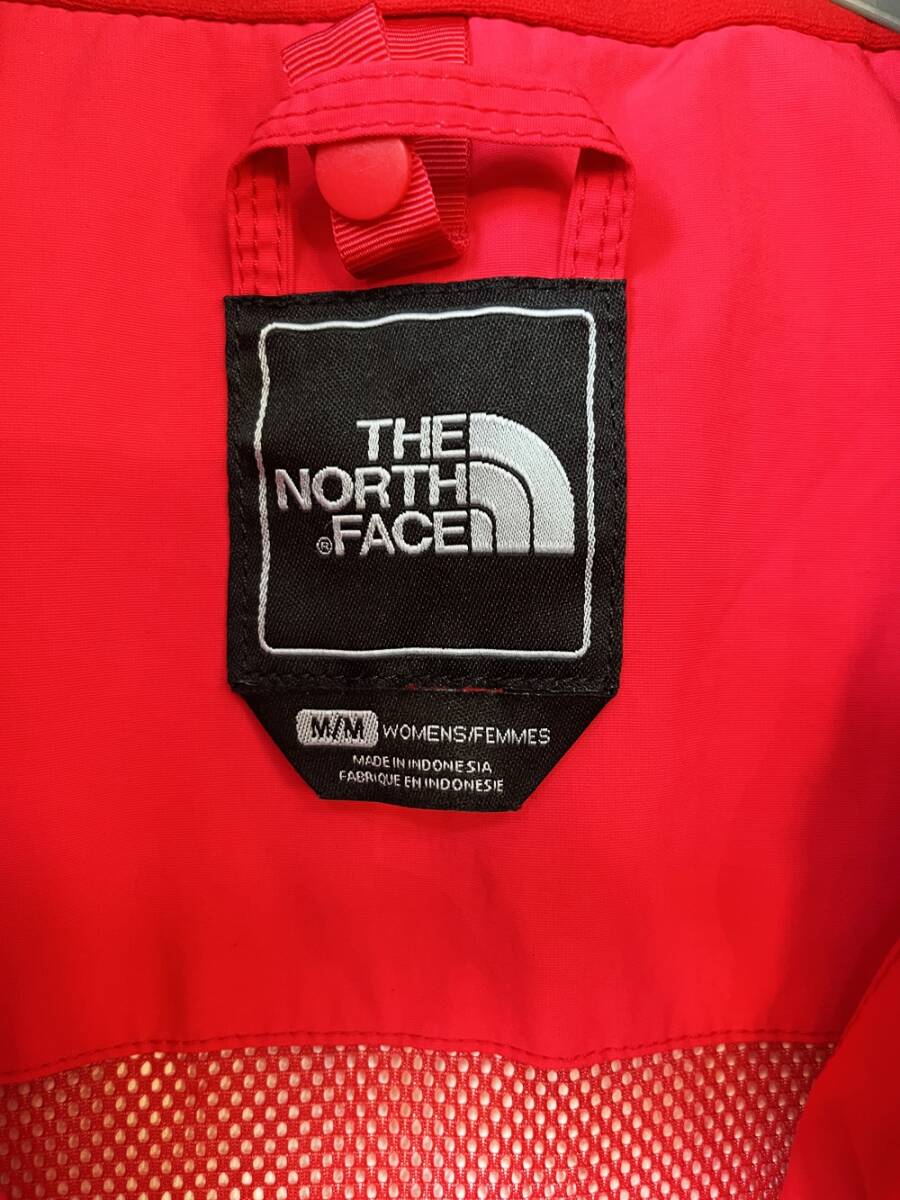 THE
NORTH
® FACE
M/M WOMENS/FEMMES
MADE IN INDONESIA
FABRIQUE EN INDONESIE